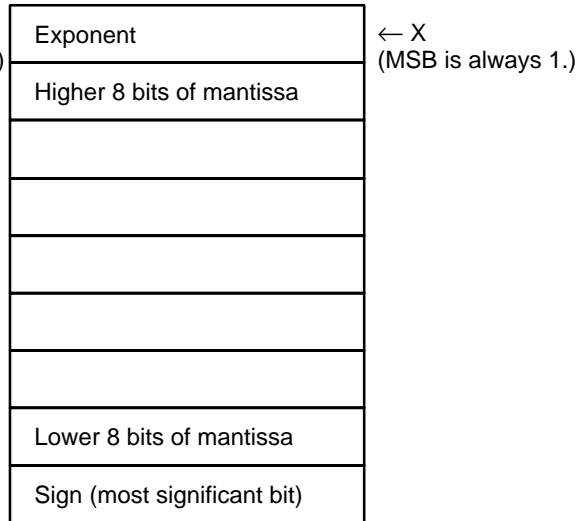 Exponent
← X
)
(MSB is always 1.)
Higher 8 bits of mantissa
Lower 8 bits of mantissa
Sign (most significant bit)